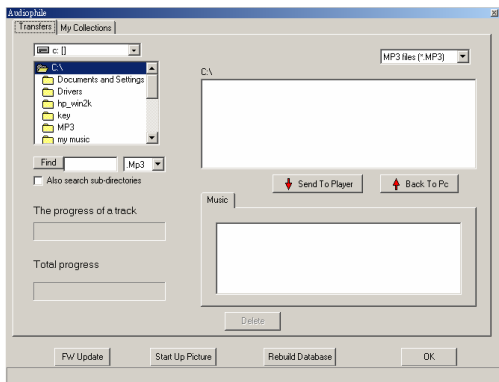 Audiophile
Transfers My Collections
c: []
MP3 files (*.MP3)
C:\
C:\
Documents and Settings
Drivers
hp_win2k
key
MP3
my music
Find .Mp3
Also search sub-directories
Send To Player Back To Pc
Music
The progress of a track
Total progress
Delete
FW Update Start Up Picture Rebuild Database OK